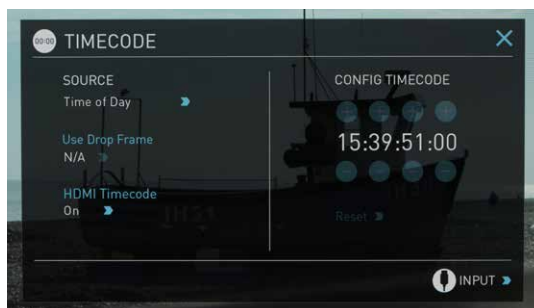 00:00 TIMECODE
SOURCE
Time of Day
Use Drop Frame
N/A
HDMI Timecode
On
CONFIG TIMECODE
15:39:51:00
Reset
INPUT